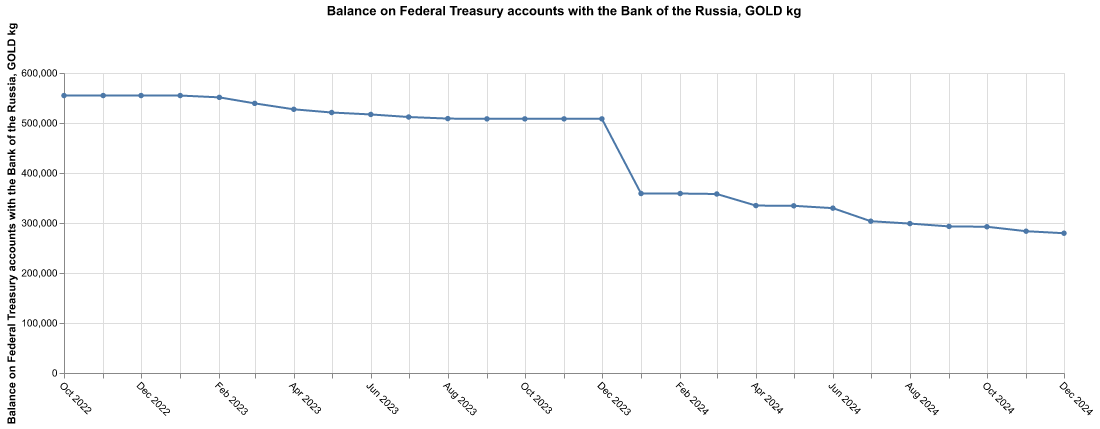 Balance on Federal Treasury accounts with the Bank of the Russia, GOLD kg
Balance on Federal Treasury accounts with the Bank of the Russia, GOLD kg
600,000
500,000
400,000
300,000
200,000
100,000
0
Oct 2022
Dec 2022
Feb 2023
Apr 2023
Jun 2023
Aug 2023
Oct 2023
Dec 2023
Feb 2024
Apr 2024
Jun 2024
Aug 2024
Oct 2024
Dec 2024